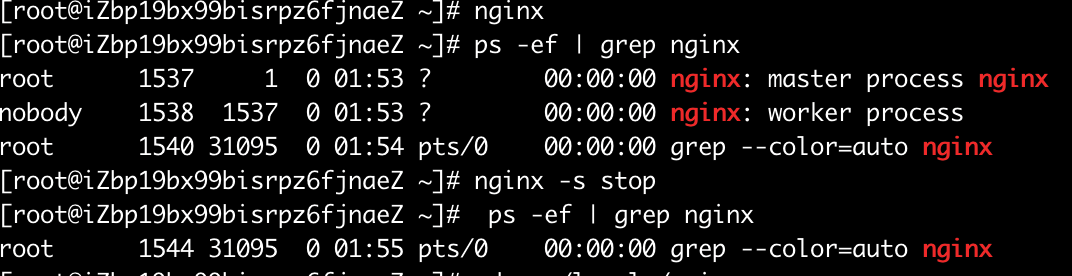 [root@iZbp19bx99bisrpz6fjnaeZ ~]# nginx
[root@iZbp19bx99bisrpz6fjnaeZ ~]# ps -ef | grep nginx
root      1537     1  0 01:53 ?        00:00:00 nginx: master process nginx
nobody    1538  1537  0 01:53 ?        00:00:00 nginx: worker process
root      1540 31095  0 01:54 pts/0    00:00:00 grep --color=auto nginx
[root@iZbp19bx99bisrpz6fjnaeZ ~]# nginx -s stop
[root@iZbp19bx99bisrpz6fjnaeZ ~]#  ps -ef | grep nginx
root      1544 31095  0 01:55 pts/0    00:00:00 grep --color=auto nginx